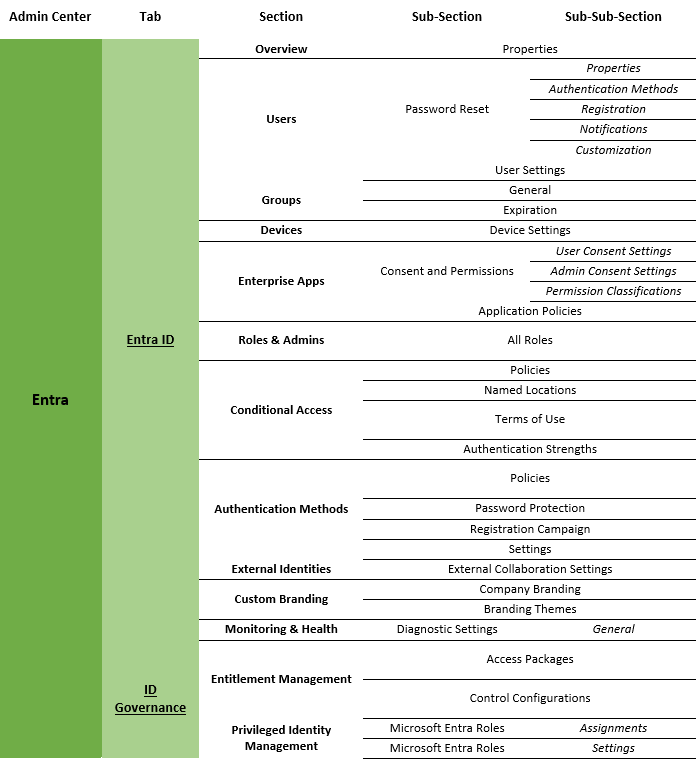 Admin Center Tab Section Sub-Section Sub-Sub-Section
Overview Properties
Properties
Authentication Methods
Users Password Reset Registration
Notifications
Customization
User Settings
Groups General
Expiration
Devices Device Settings
User Consent Settings
Enterprise Apps Consent and Permissions Admin Consent Settings
Permission Classifications
Application Policies
Entra ID Roles & Admins All Roles
Policies
Entra Named Locations
Conditional Access Terms of Use
Authentication Strengths
Policies
Authentication Methods Password Protection
Registration Campaign
Settings
External Identities External Collaboration Settings
Custom Branding Company Branding
Branding Themes
Monitoring & Health Diagnostic Settings General
Access Packages
Entitlement Management
ID
Governance
Control Configurations
Privileged Identity
Management
Microsoft Entra Roles Assignments
Microsoft Entra Roles Settings